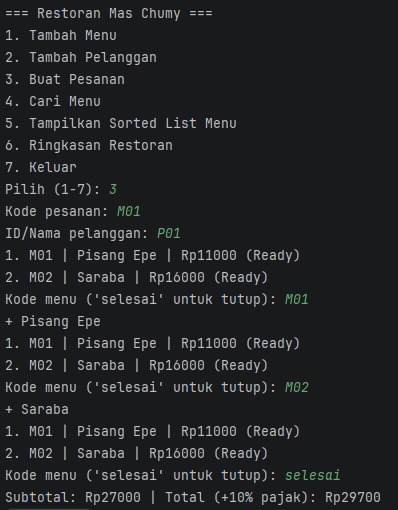 === Restoran Mas Chumy ===
1. Tambah Menu
2. Tambah Pelanggan
3. Buat Pesanan
4. Cari Menu
5. Tampilkan Sorted List Menu
6. Ringkasan Restoran
7. Keluar
Pilih (1-7): 3
Kode pesanan: M01
ID/Nama pelanggan: P01
1. M01 | Pisang Epe | Rp11000 (Ready)
2. M02 | Saraba | Rp16000 (Ready)
Kode menu ('selesai' untuk tutup): M01
+ Pisang Epe
1. M01 | Pisang Epe | Rp11000 (Ready)
2. M02 | Saraba | Rp16000 (Ready)
Kode menu ('selesai' untuk tutup): M02
+ Saraba
1. M01 | Pisang Epe | Rp11000 (Ready)
2. M02 | Saraba | Rp16000 (Ready)
Kode menu ('selesai' untuk tutup): selesai
Subtotal: Rp27000 | Total (+10% pajak): Rp29700